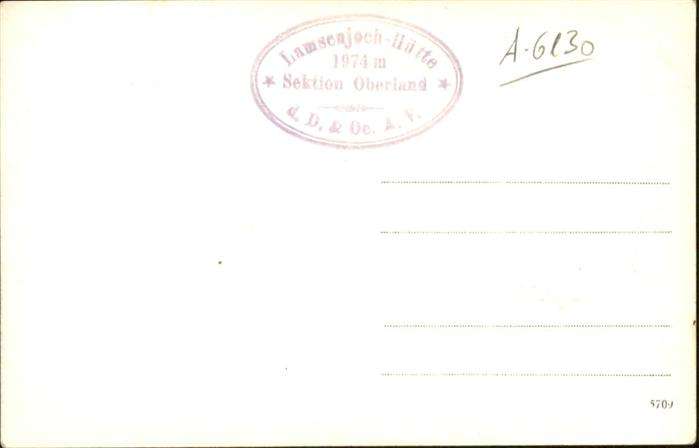 Lamsenjoch-Hütte
1974 m
Sektion Oberland
d. D. & Oe. A. V.
A-6130
5709